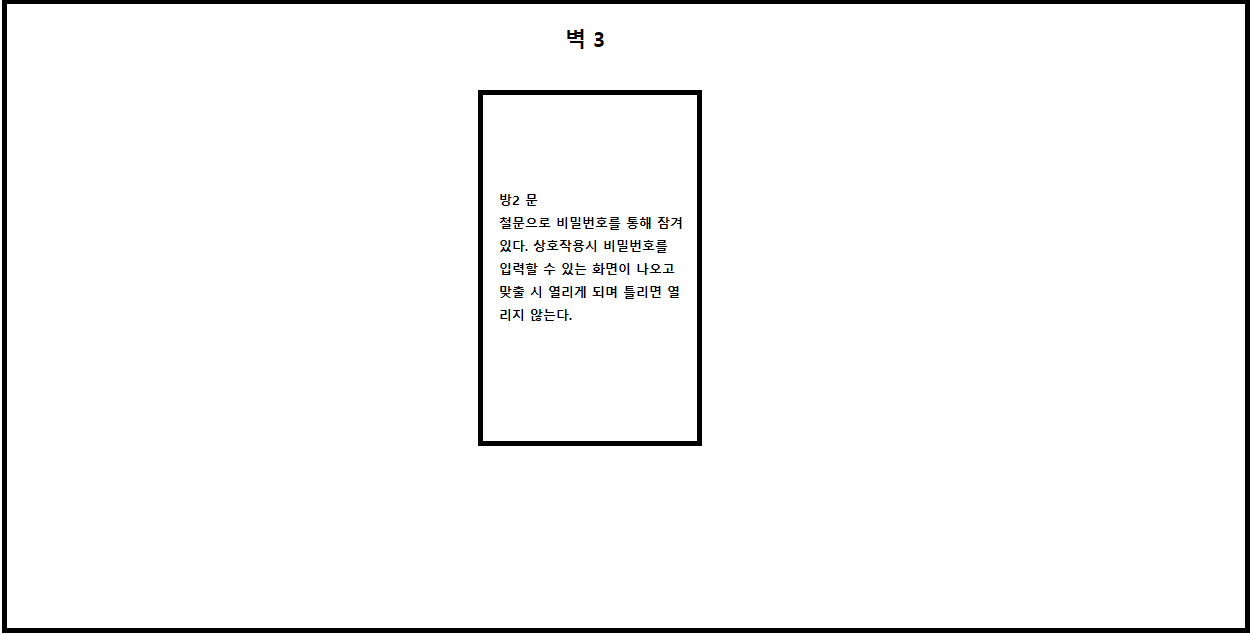 벽 3
방2 문
철문으로 비밀번호를 통해 잠겨
있다. 상호작용시 비밀번호를
입력할 수 있는 화면이 나오고
맞출 시 열리게 되며 틀리면 열
리지 않는다.